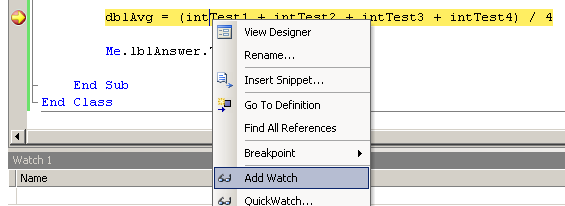 dblAvg = (intTest1 + intTest2 + intTest3 + intTest4) / 4
View Designer
Me.lblAnswer.
Rename...
Insert Snippet...
End Sub
Go To Definition
End Class
Find All References
Breakpoint
Watch 1
Name
Add Watch
QuickWatch...